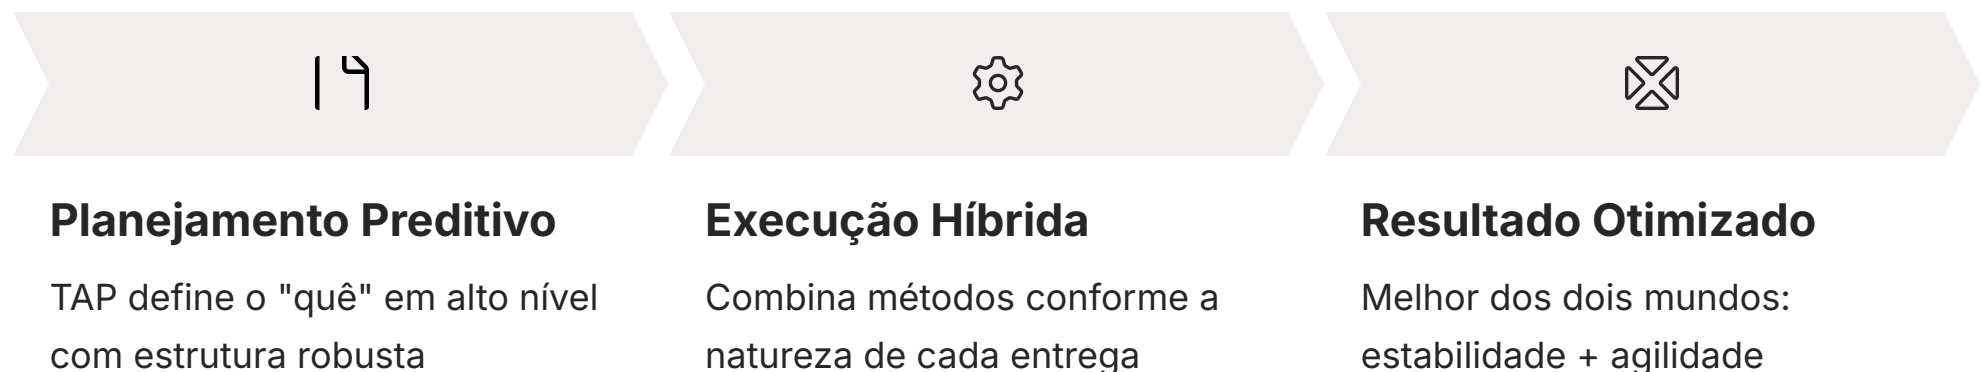 Planejamento Preditivo
TAP define o "quê" em alto nível
com estrutura robusta
Execução Híbrida
Combina métodos conforme a
natureza de cada entrega
Resultado Otimizado
Melhor dos dois mundos:
estabilidade + agilidade